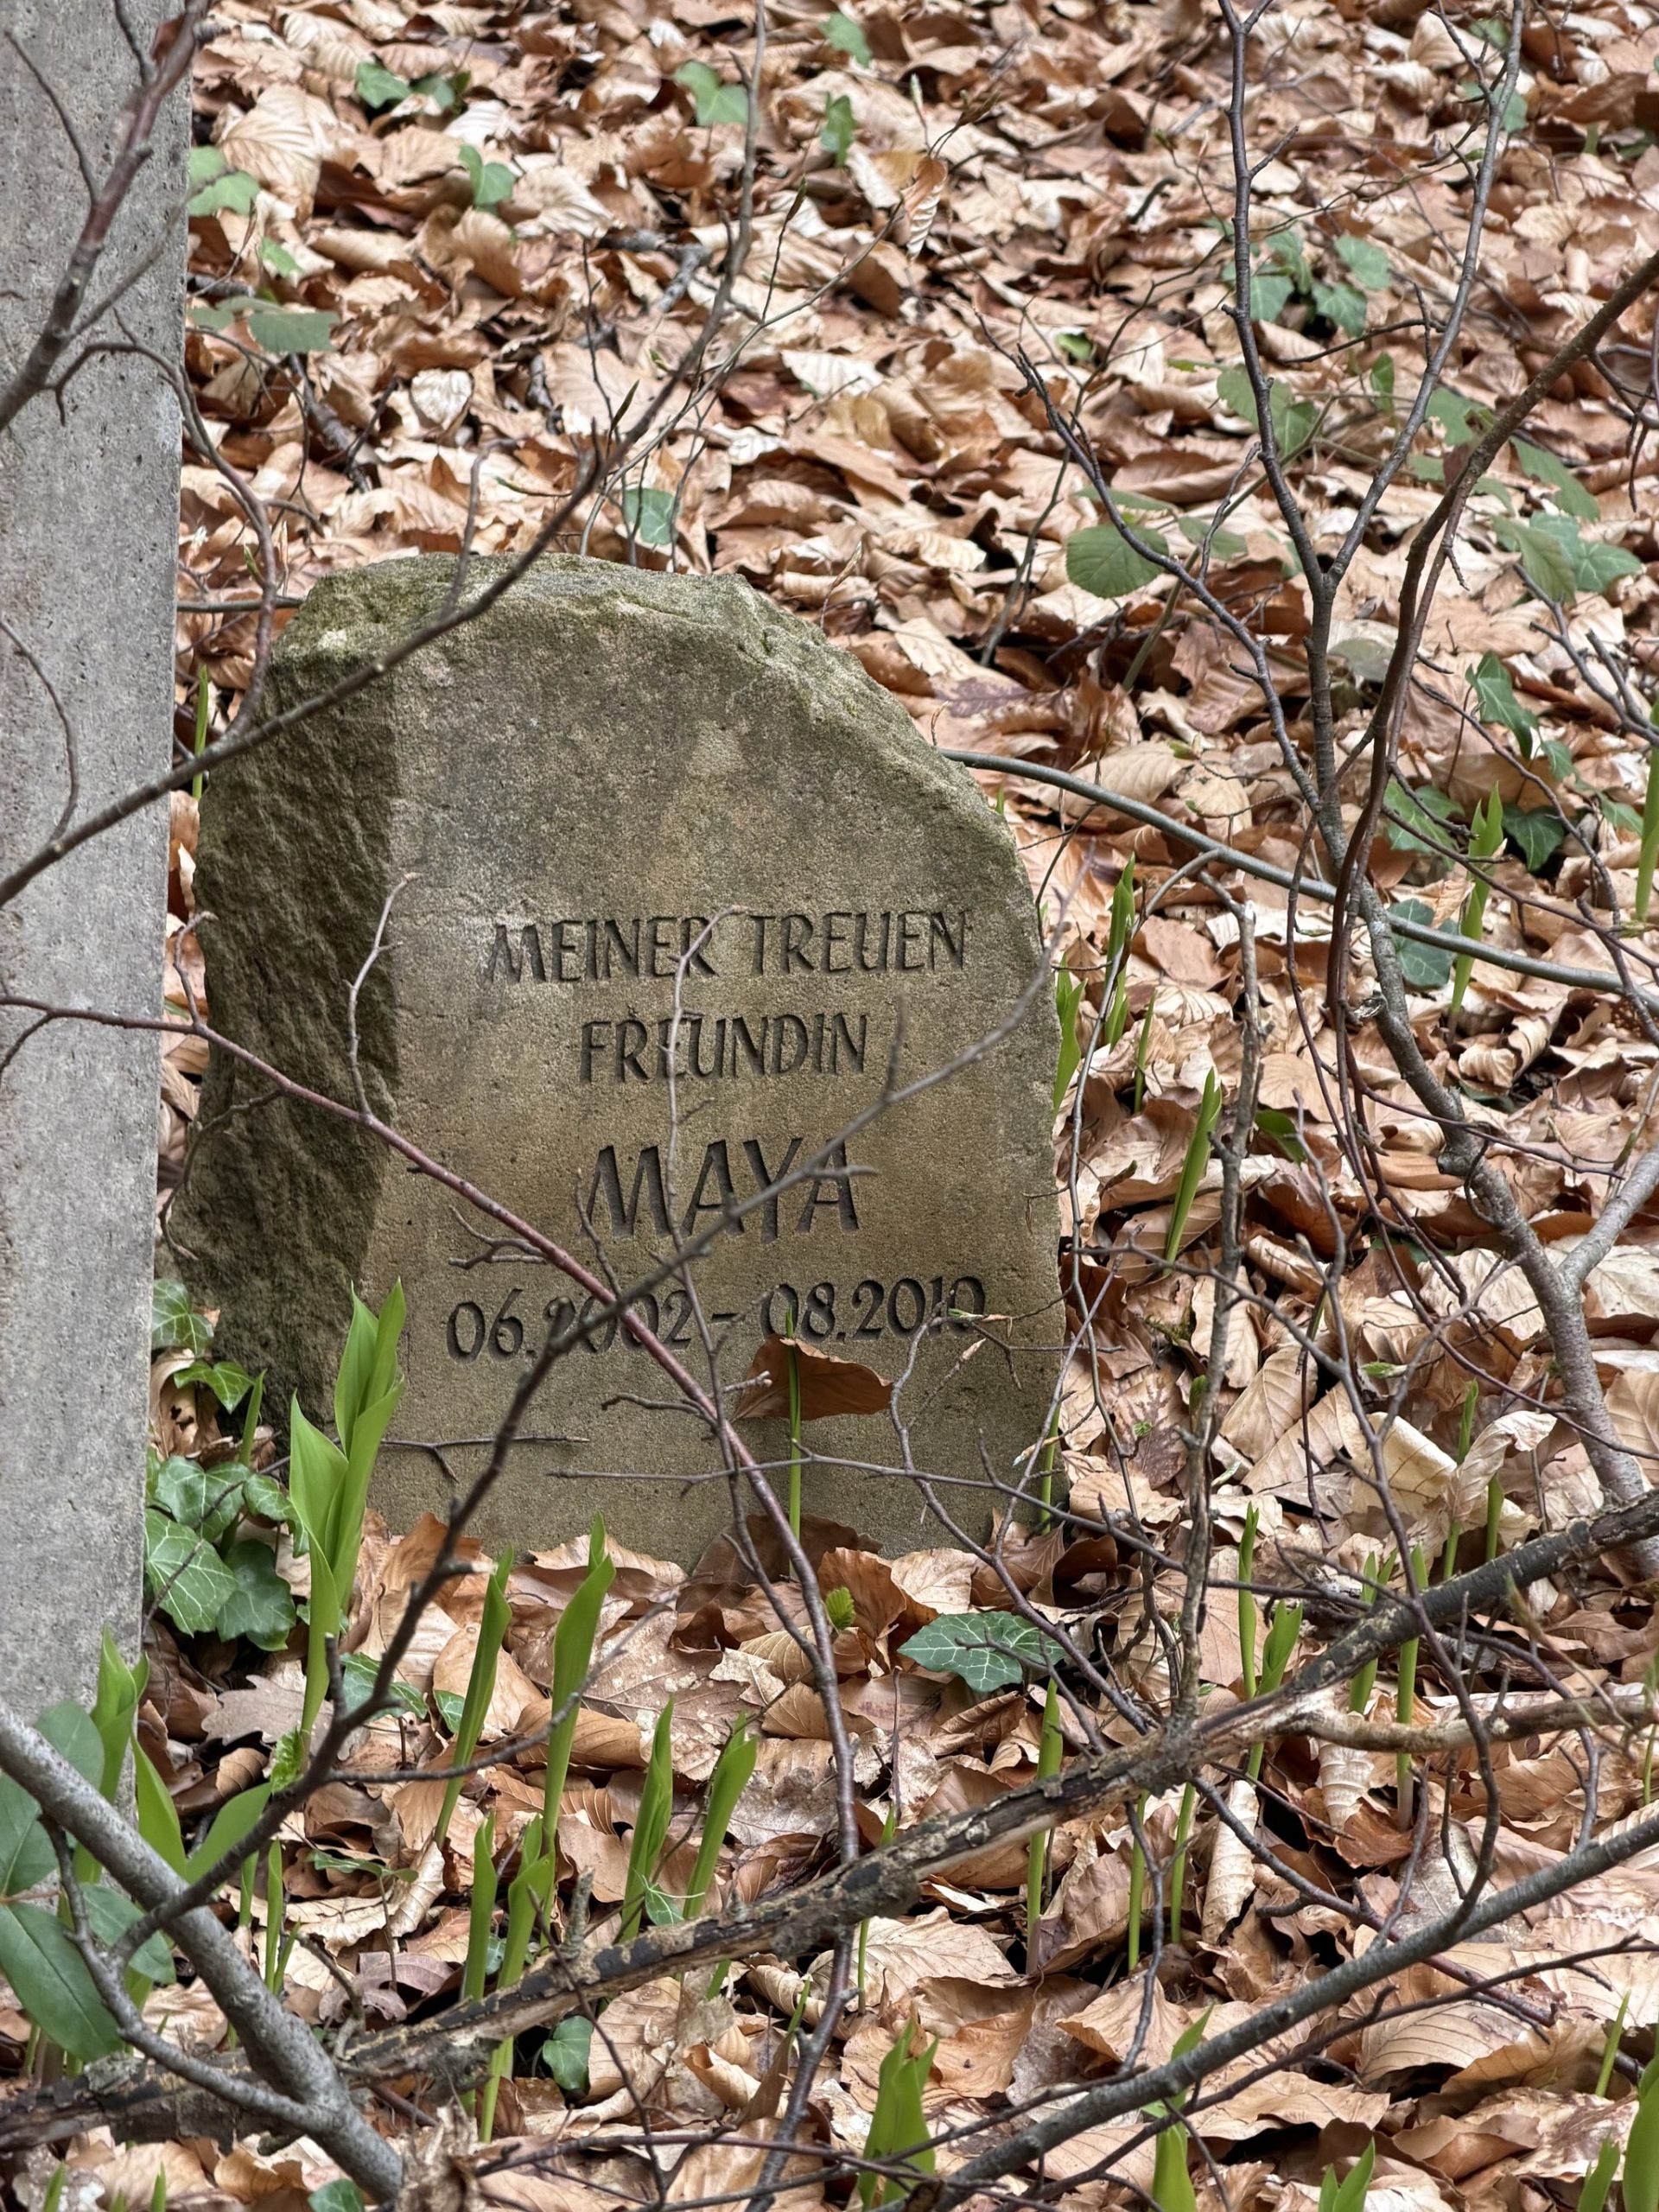 MEINER TREUEN
FREUNDIN
MAYA
06.2002 - 08.2010